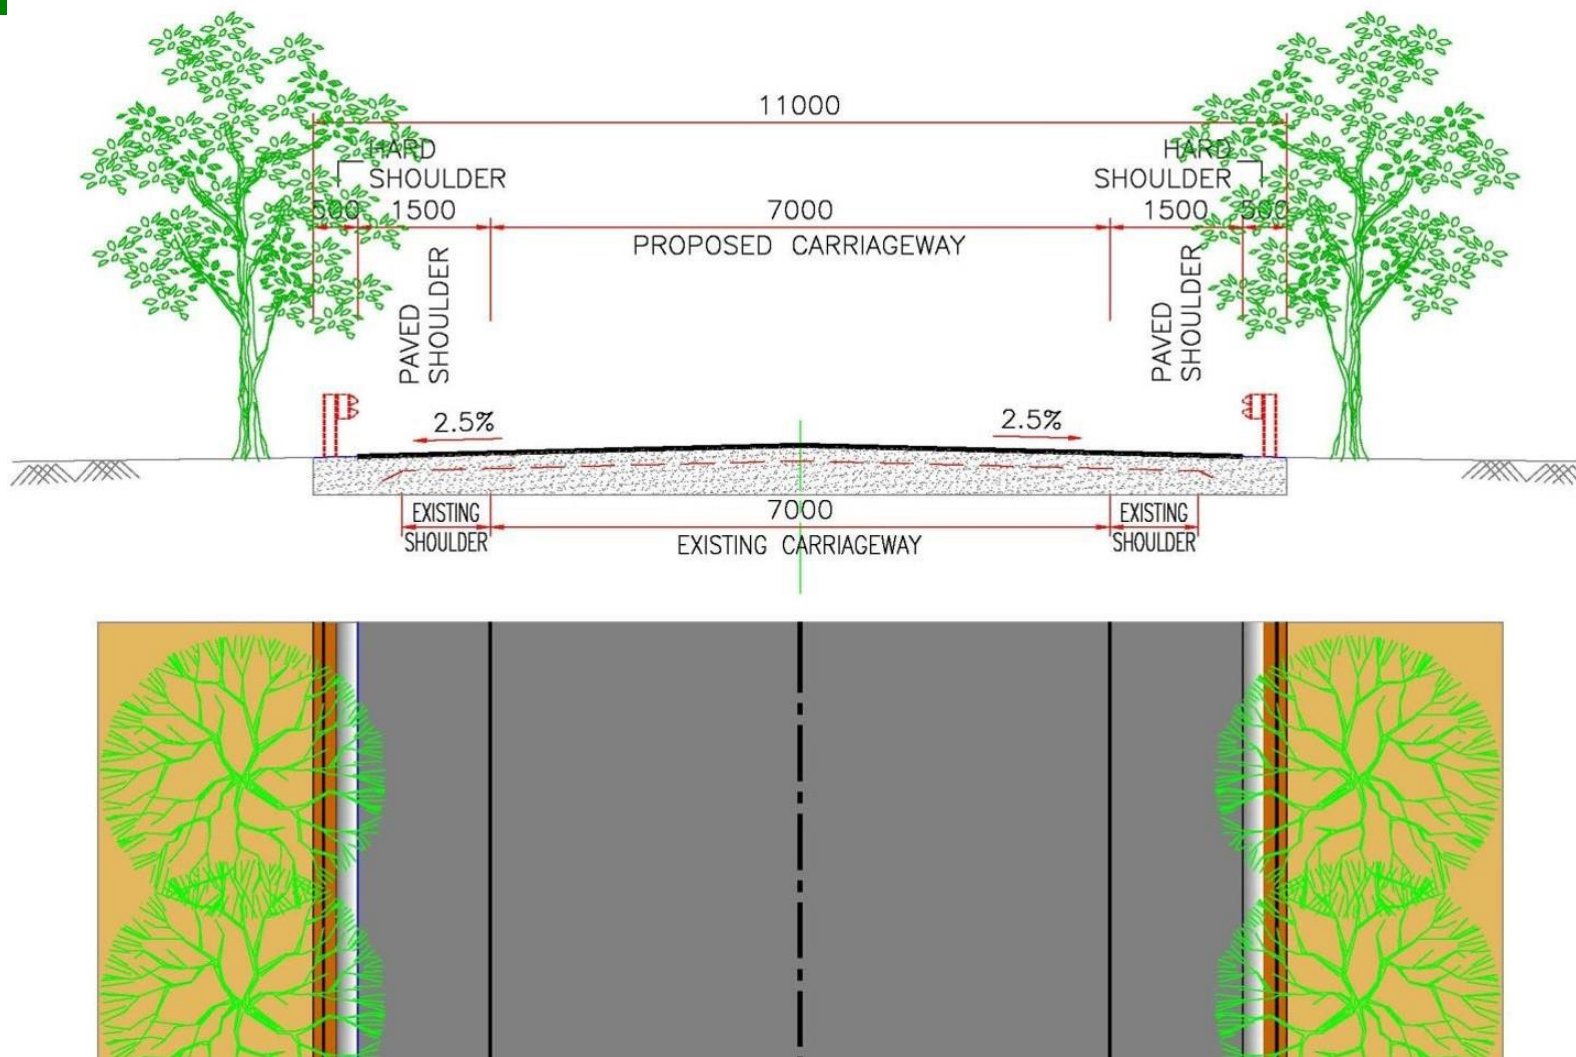 11000
HARD
SHOULDER
HARD
SHOULDER
500 1500 7000 1500 500
PROPOSED CARRIAGEWAY
PAVED
SHOULDER
PAVED
SHOULDER
2.5% 2.5%
EXISTING
SHOULDER
7000
EXISTING CARRIAGEWAY
EXISTING
SHOULDER